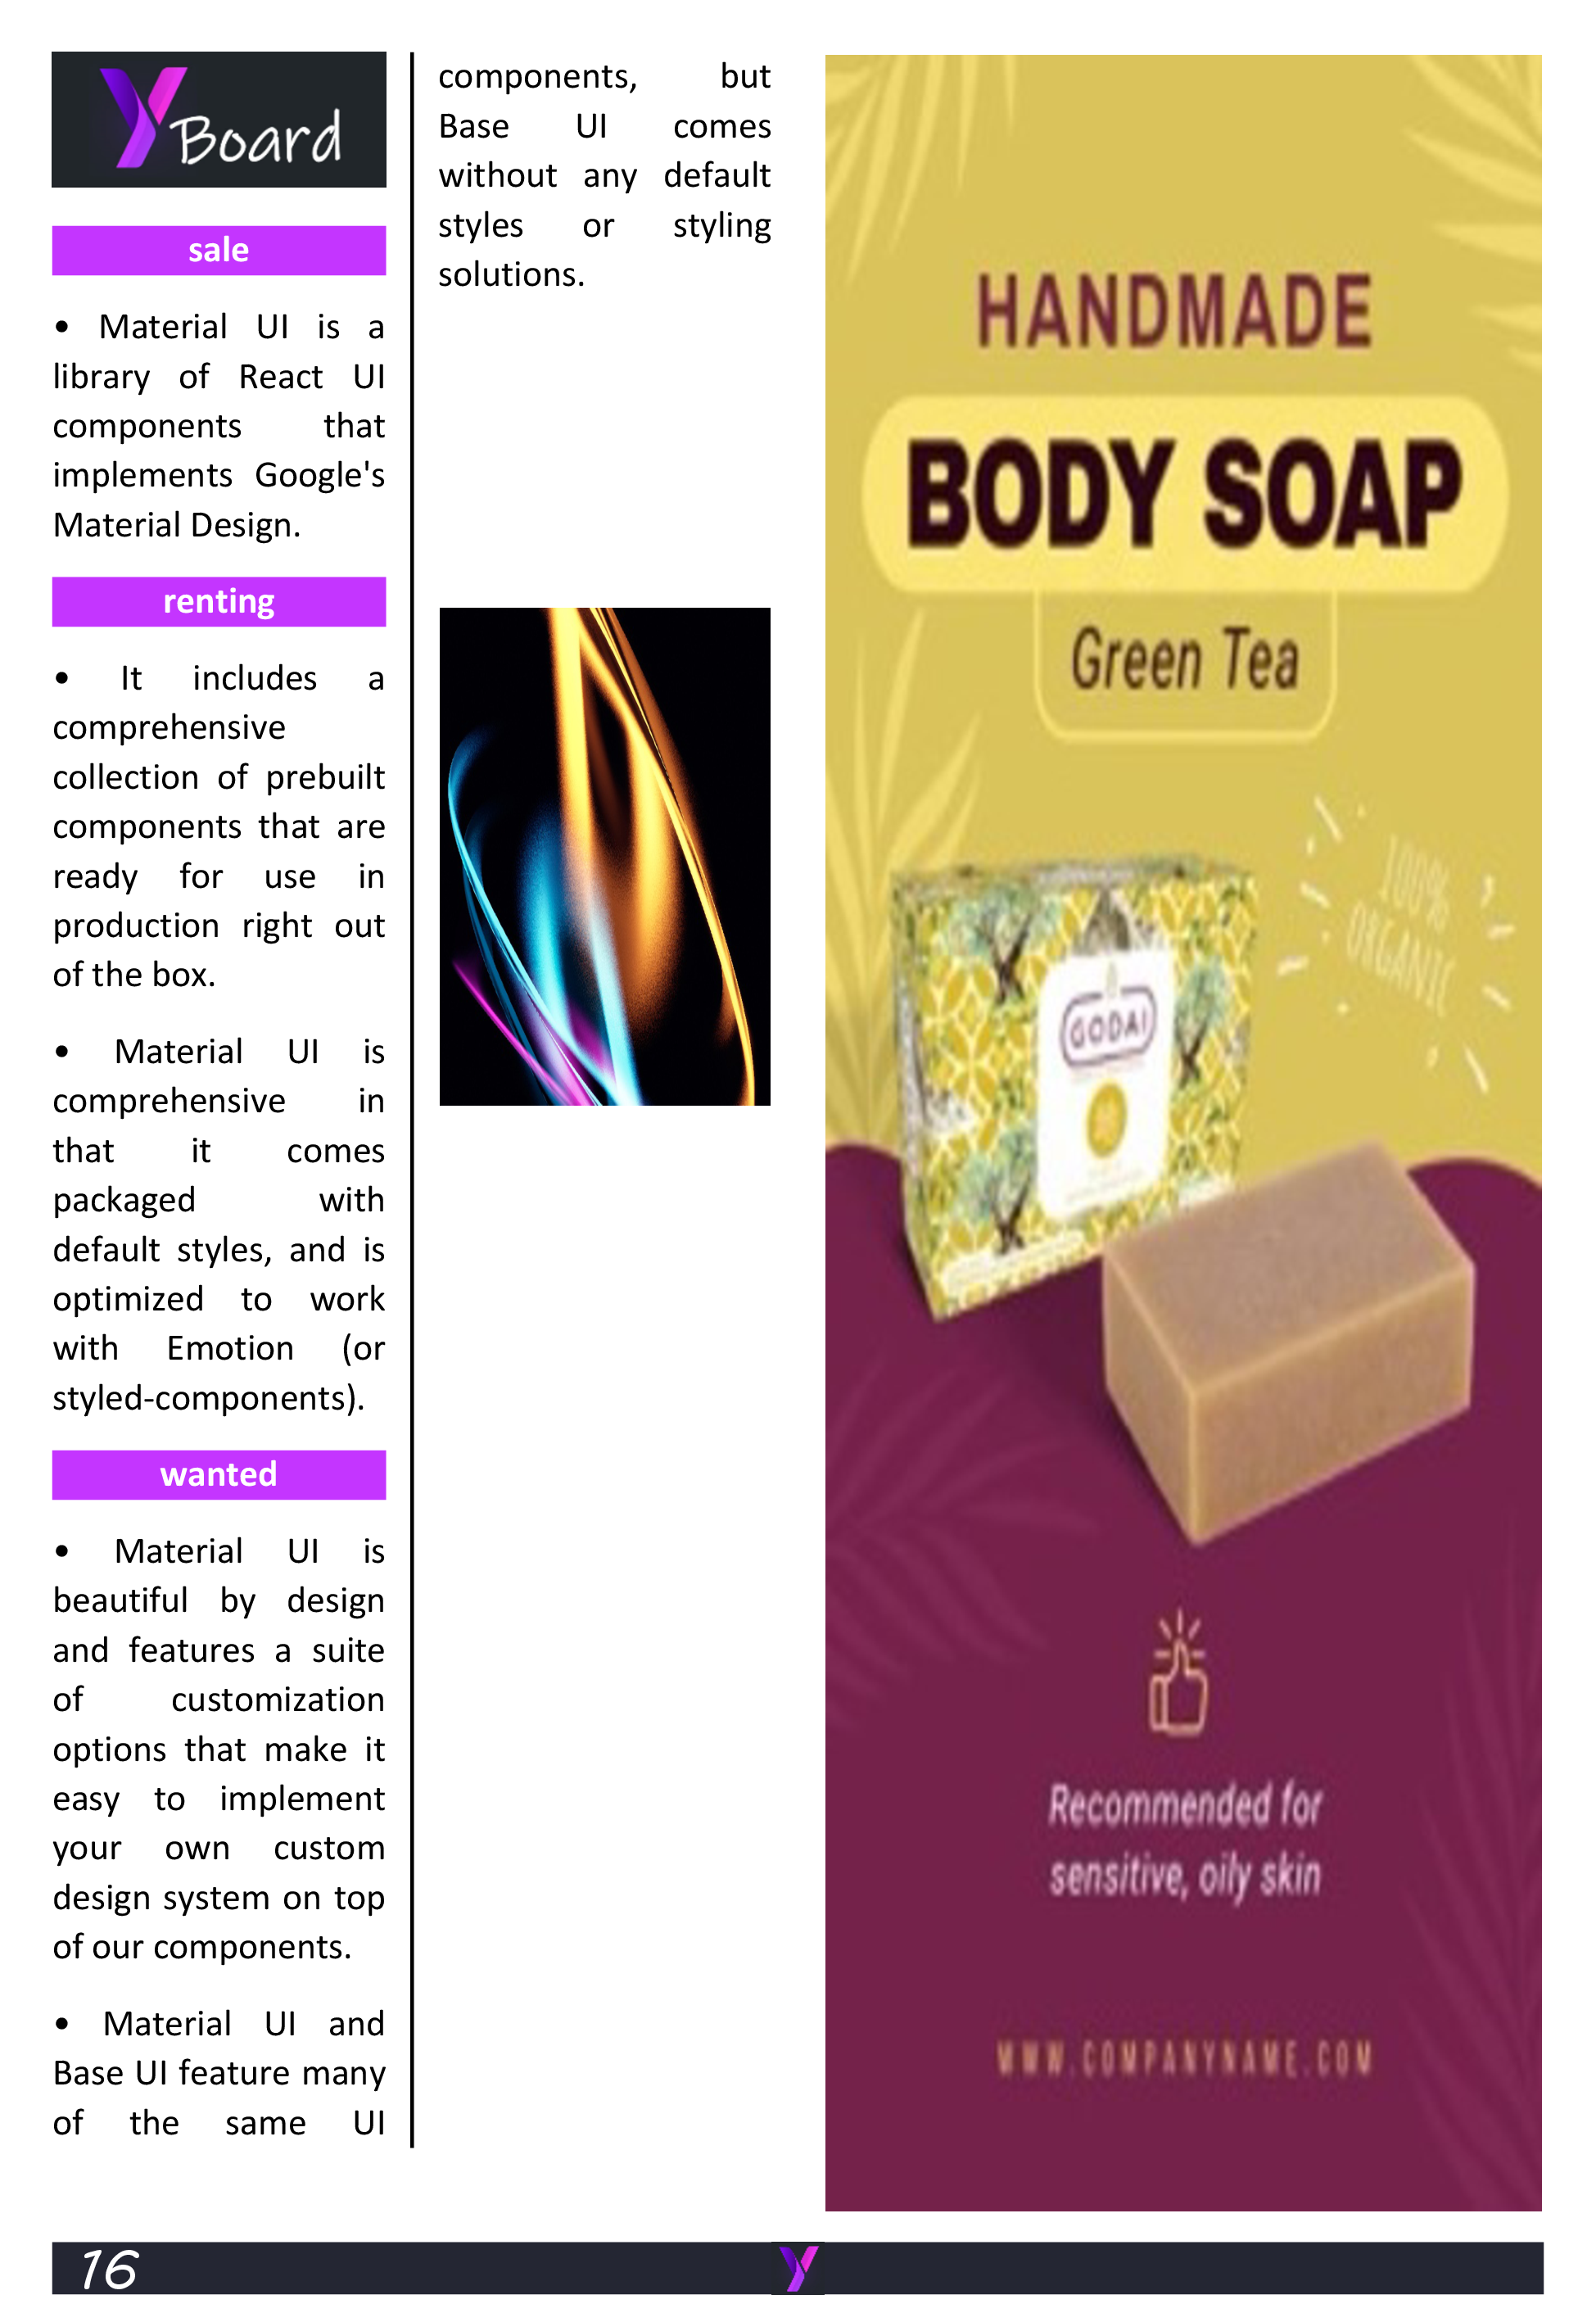 Y Board
sale
• Material UI is a
library of React UI
components that
implements Google's
Material Design.
renting
• It includes a
comprehensive
collection of prebuilt
components that are
ready for use in
production right out
of the box.
• Material UI is
comprehensive in
that it comes
packaged with
default styles, and is
optimized to work
with Emotion (or
styled-components).
wanted
• Material UI is
beautiful by design
and features a suite
of customization
options that make it
easy to implement
your own custom
design system on top
of our components.
• Material UI and
Base UI feature many
of the same UI
components, but
Base UI comes
without any default
styles or styling
solutions.
HANDMADE
BODY SOAP
Green Tea
100%
ORGANIC
GODAI
Recommended for
sensitive, oily skin
WWW.COMPANYNAME.COM
16
Y